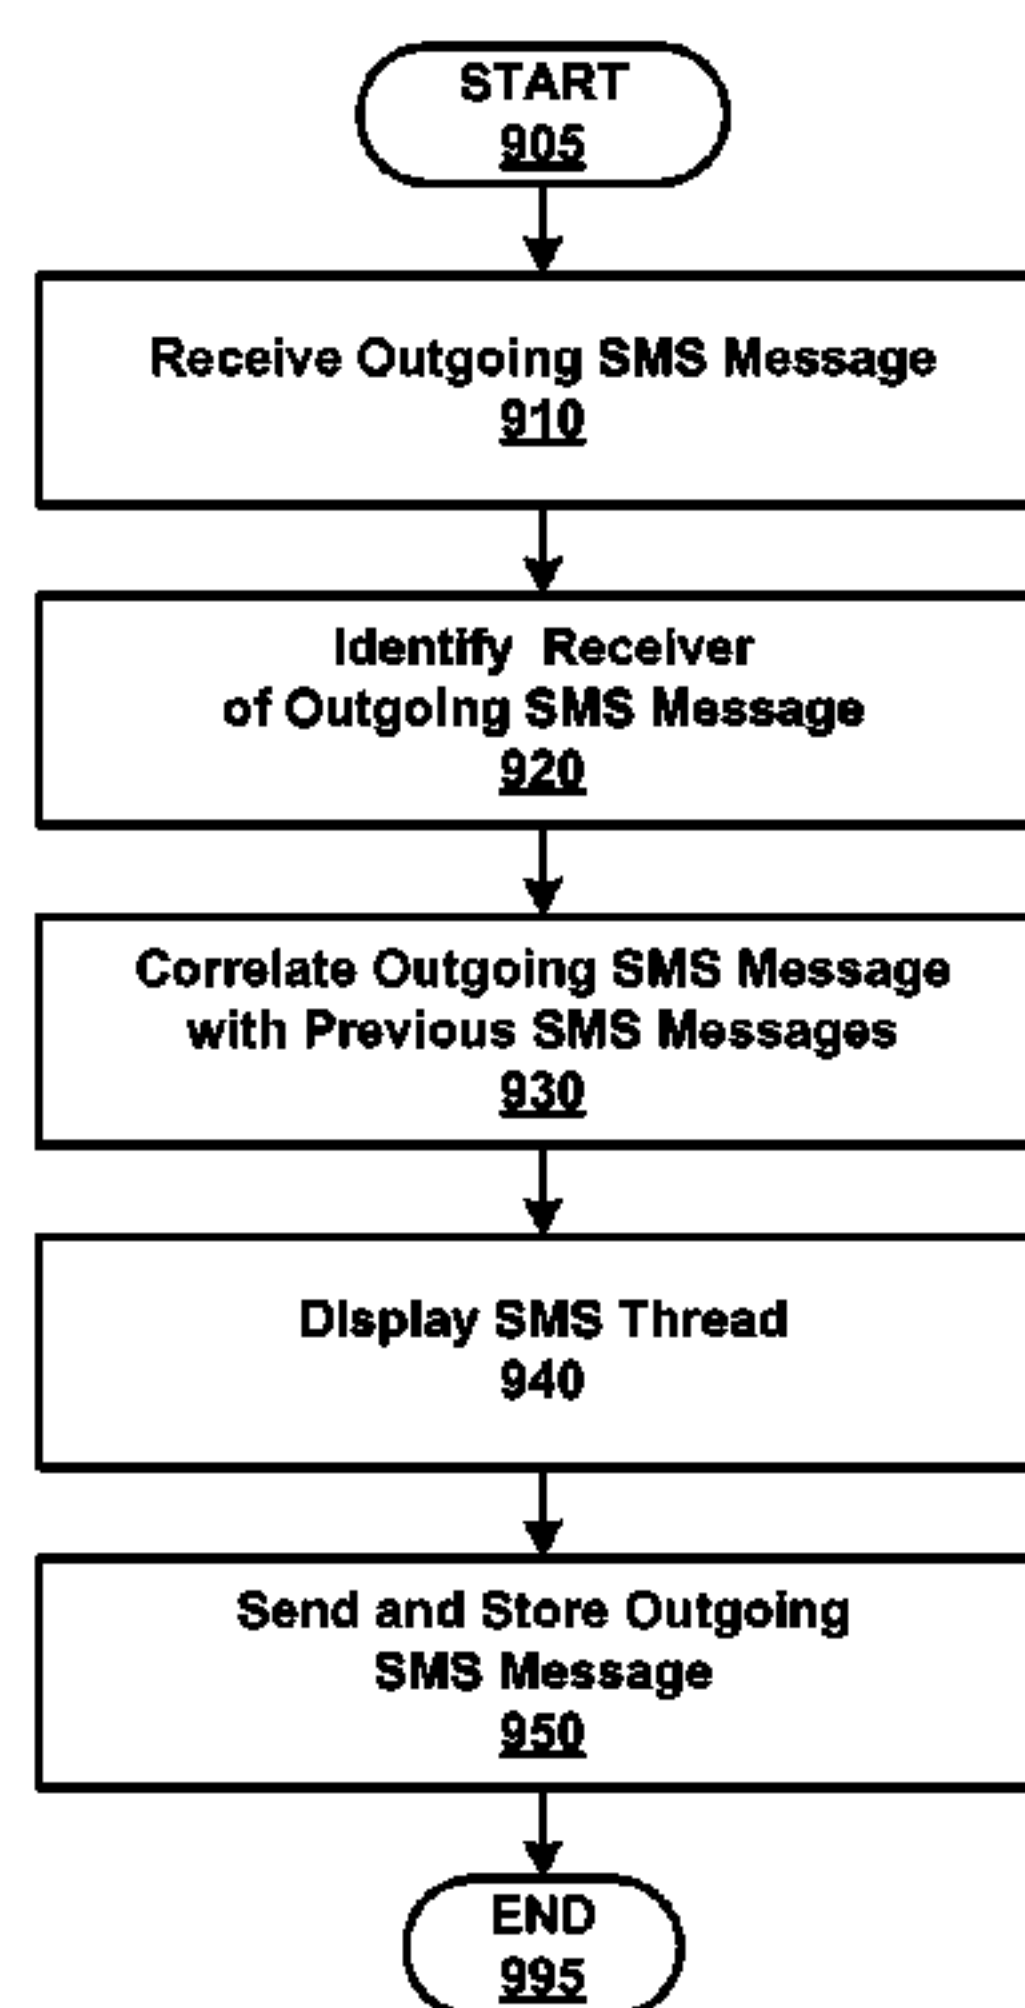 START
905
Receive Outgoing SMS Message
910
Identify Receiver
of Outgoing SMS Message
920
Correlate Outgoing SMS Message
with Previous SMS Messages
930
Display SMS Thread
940
Send and Store Outgoing
SMS Message
950
END
995